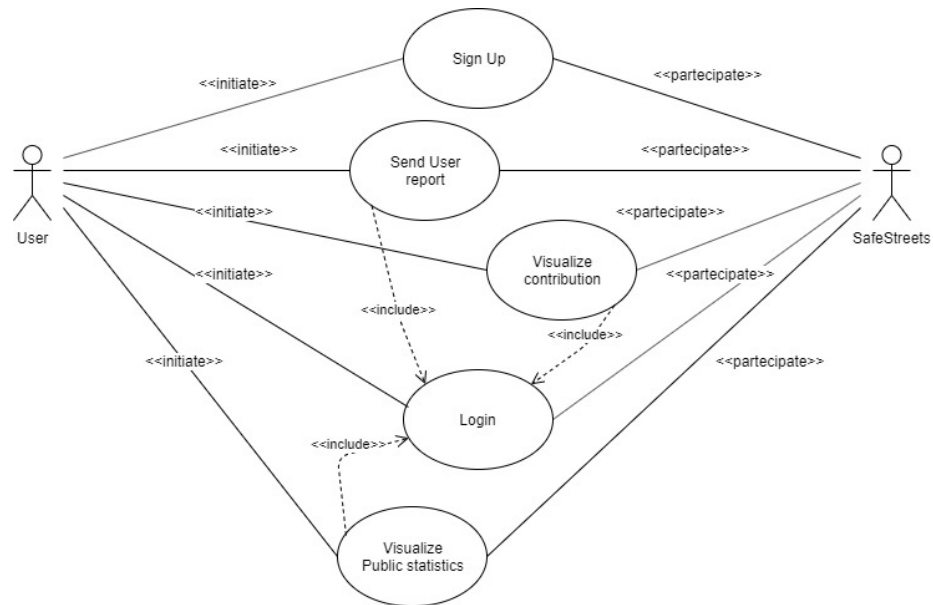 Sign Up
<<initiate>>
<<partecipate>>
<<initiate>>
Send User
report
<<partecipate>>
User
<<initiate>>
<<partecipate>>
SafeStreets
Visualize
contribution
<<initiate>>
<<partecipate>>
<<include>>
<<include>>
<<initiate>>
<<partecipate>>
Login
<<include>>
Visualize
Public statistics